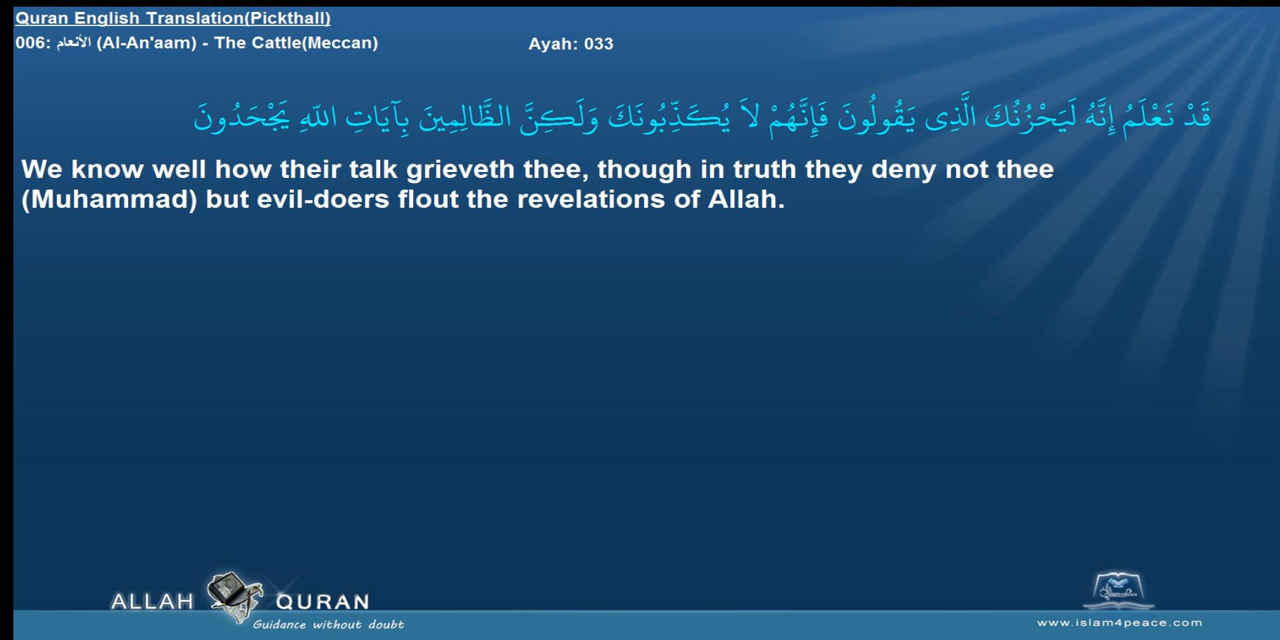 Quran English Translation(Pickthall)
006: الأنعام (Al-An'aam) - The Cattle(Meccan) Ayah: 033
قَدْ نَعْلَمُ إِنَّهُ لَيَحْزُنُكَ الَّذِى يَقُولُونَ فَإِنَّهُمْ لاَ يُكَذِّبُونَكَ وَلَكِنَّ الظَّالِمِينَ بِآيَاتِ اللّهِ يَجْحَدُونَ
We know well how their talk grieveth thee, though in truth they deny not thee
(Muhammad) but evil-doers flout the revelations of Allah.
ALLAH QURAN
Guidance without doubt
www.islam4peace.com